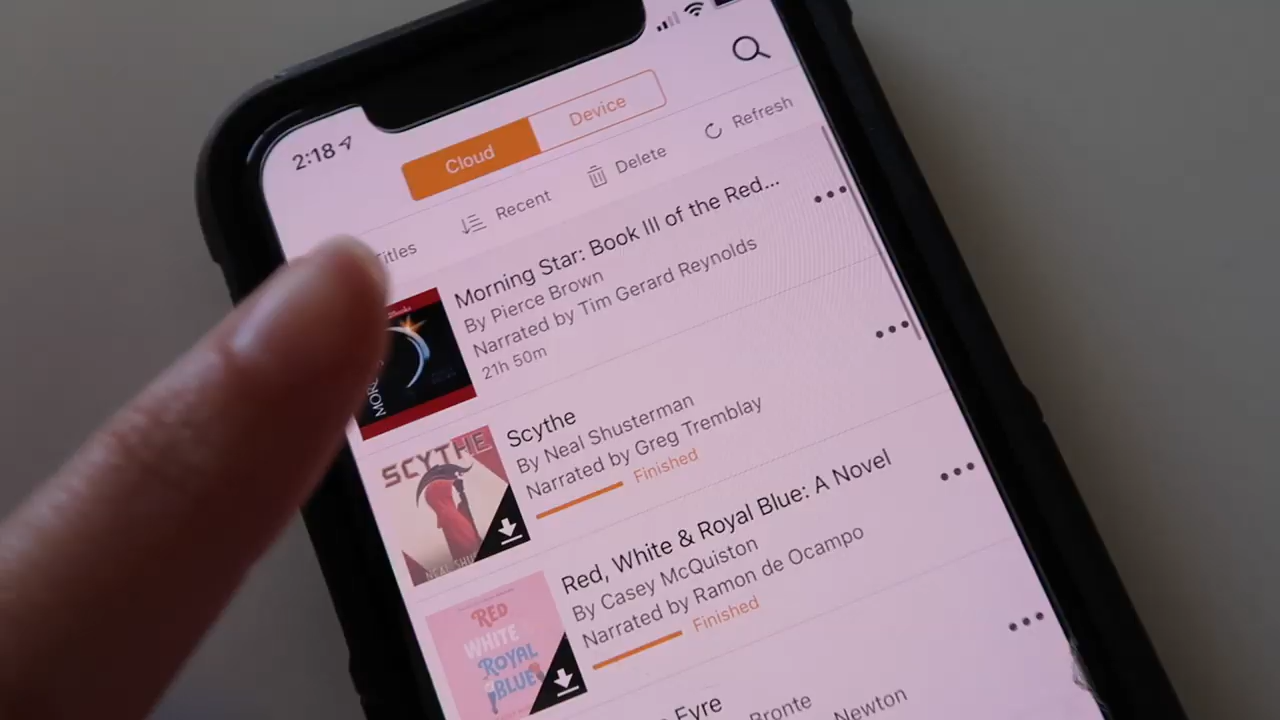 2:18
Cloud
Device
Titles
Recent
Delete
Refresh
Morning Star: Book III of the Red...
By Pierce Brown
Narrated by Tim Gerard Reynolds
21h 50m
SCYTHE
NEAL SHU
Scythe
By Neal Shusterman
Narrated by Greg Tremblay
Finished
RED
WHITE
ROYAL
BLUE
Red, White & Royal Blue: A Novel
By Casey McQuiston
Narrated by Ramon de Ocampo
Finished
Eyre
Bronte
Newton